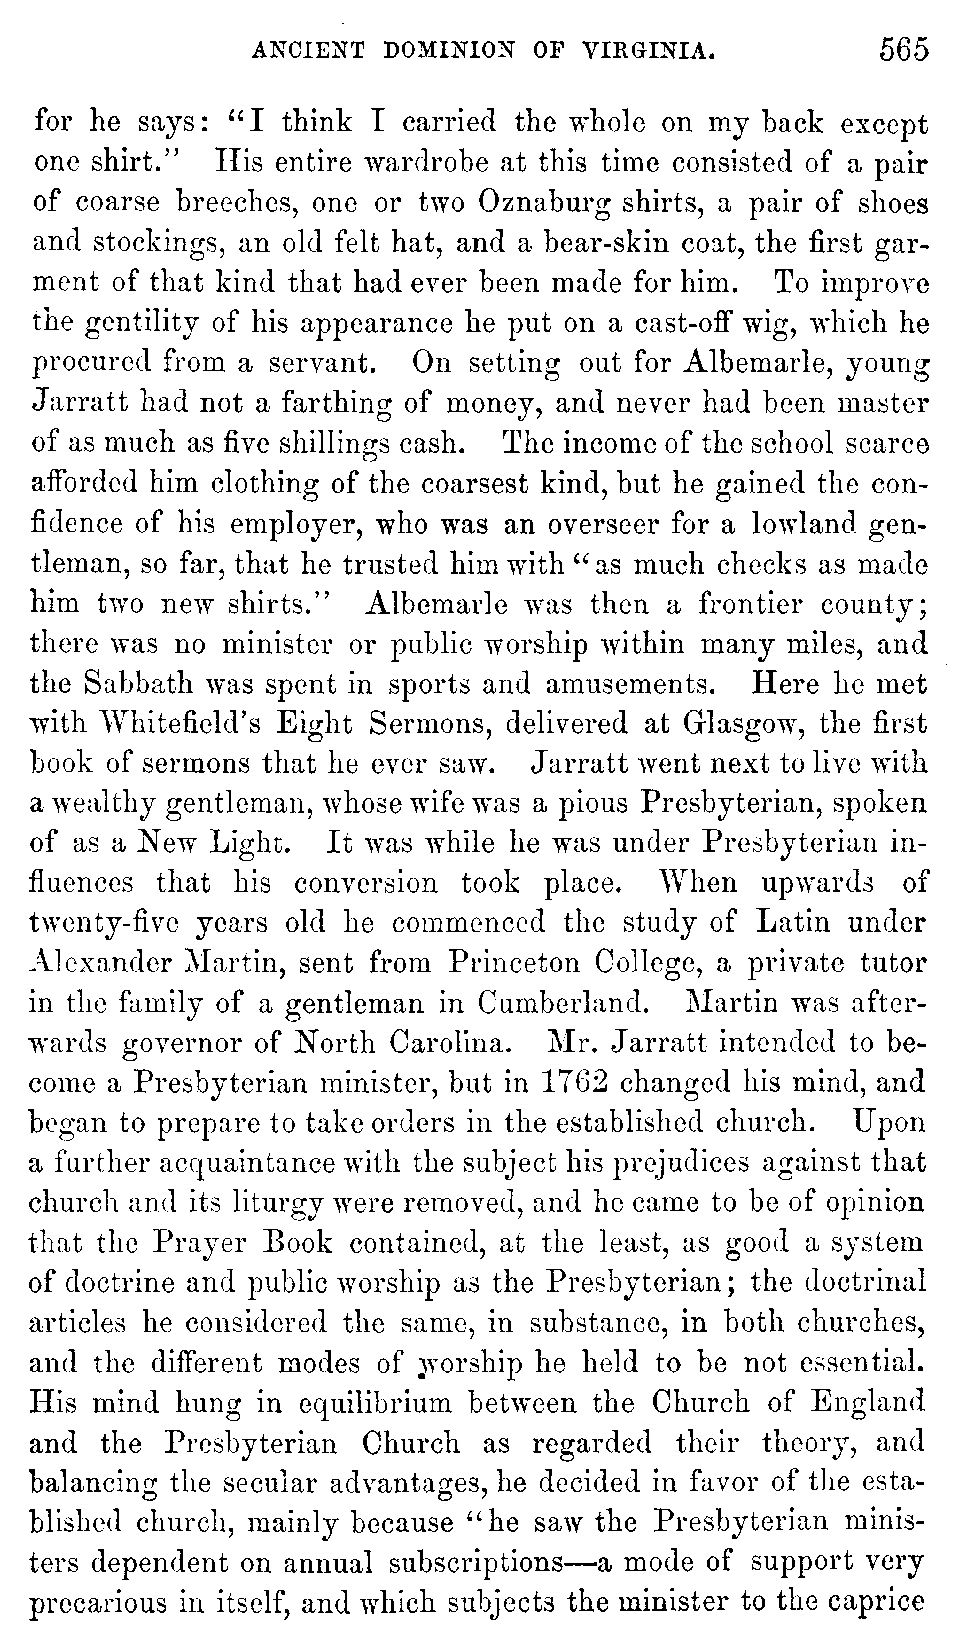 ANCIENT DOMINION OF VIRGINIA. 565
for he says: "I think I carried the whole on my back except
one shirt." His entire wardrobe at this time consisted of a pair
of coarse breeches, one or two Oznaburg shirts, a pair of shoes
and stockings, an old felt hat, and a bear-skin coat, the first gar-
ment of that kind that had ever been made for him. To improve
the gentility of his appearance he put on a cast-off wig, which he
procured from a servant. On setting out for Albemarle, young
Jarratt had not a farthing of money, and never had been master
of as much as five shillings cash. The income of the school scarce
afforded him clothing of the coarsest kind, but he gained the con-
fidence of his employer, who was an overseer for a lowland gen-
tleman, so far, that he trusted him with "as much checks as made
him two new shirts." Albemarle was then a frontier county;
there was no minister or public worship within many miles, and
the Sabbath was spent in sports and amusements. Here he met
with Whitefield's Eight Sermons, delivered at Glasgow, the first
book of sermons that he ever saw. Jarratt went next to live with
a wealthy gentleman, whose wife was a pious Presbyterian, spoken
of as a New Light. It was while he was under Presbyterian in-
fluences that his conversion took place. When upwards of
twenty-five years old he commenced the study of Latin under
Alexander Martin, sent from Princeton College, a private tutor
in the family of a gentleman in Cumberland. Martin was after-
wards governor of North Carolina. Mr. Jarratt intended to be-
come a Presbyterian minister, but in 1762 changed his mind, and
began to prepare to take orders in the established church. Upon
a further acquaintance with the subject his prejudices against that
church and its liturgy were removed, and he came to be of opinion
that the Prayer Book contained, at the least, as good a system
of doctrine and public worship as the Presbyterian; the doctrinal
articles he considered the same, in substance, in both churches,
and the different modes of worship he held to be not essential.
His mind hung in equilibrium between the Church of England
and the Presbyterian Church as regarded their theory, and
balancing the secular advantages, he decided in favor of the esta-
blished church, mainly because "he saw the Presbyterian minis-
ters dependent on annual subscriptions—a mode of support very
precarious in itself, and which subjects the minister to the caprice